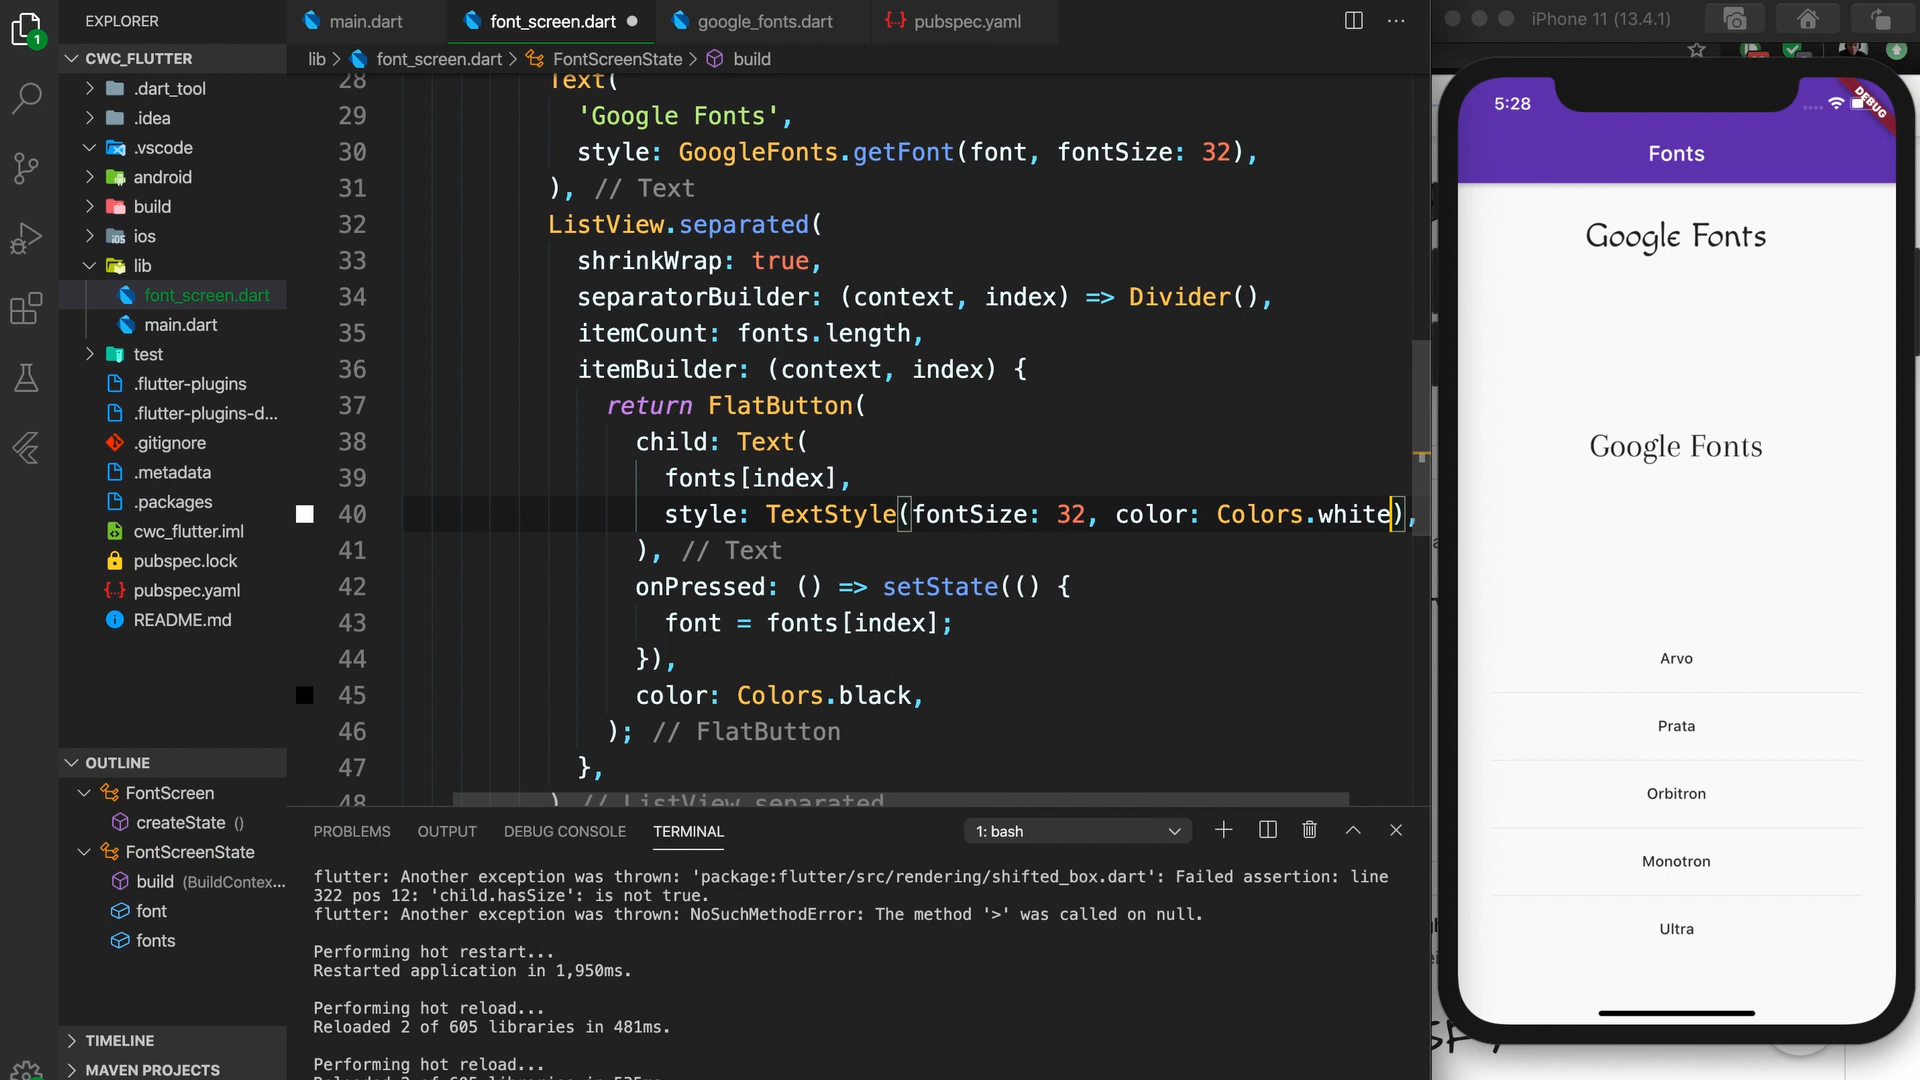 EXPLORER
main.dart
font_screen.dart
google_fonts.dart
{..} pubspec.yaml
iPhone 11 (13.4.1)
1
CWC_FLUTTER
lib > font_screen.dart > FontScreenState > build
.dart_tool
.idea
.vscode
android
build
ios
lib
font_screen.dart
main.dart
test
.flutter-plugins
.flutter-plugins-d...
.gitignore
.metadata
.packages
cwc_flutter.iml
pubspec.lock
pubspec.yaml
README.md
OUTLINE
FontScreen
createState ()
FontScreenState
build (BuildContex...
font
fonts
TIMELINE
MAVEN PROJECTS
28 Text(
29 'Google Fonts',
30 style: GoogleFonts.getFont(font, fontSize: 32),
31 ), // Text
32 ListView.separated(
33 shrinkWrap: true,
34 separatorBuilder: (context, index) => Divider(),
35 itemCount: fonts.length,
36 itemBuilder: (context, index) {
37 return FlatButton(
38 child: Text(
39 fonts[index],
40 style: TextStyle(fontSize: 32, color: Colors.white),
41 ), // Text
42 onPressed: () => setState(() {
43 font = fonts[index];
44 }),
45 color: Colors.black,
46 ); // FlatButton
47 },
48 ) // ListView.separated
PROBLEMS
OUTPUT
DEBUG CONSOLE
TERMINAL
1: bash
flutter: Another exception was thrown: 'package:flutter/src/rendering/shifted_box.dart': Failed assertion: line
322 pos 12: 'child.hasSize': is not true.
flutter: Another exception was thrown: NoSuchMethodError: The method '>' was called on null.
Performing hot restart...
Restarted application in 1,950ms.
Performing hot reload...
Reloaded 2 of 605 libraries in 481ms.
Performing hot reload...
5:28
DEBUG
Fonts
Google Fonts
Google Fonts
Arvo
Prata
Orbitron
Monotron
Ultra